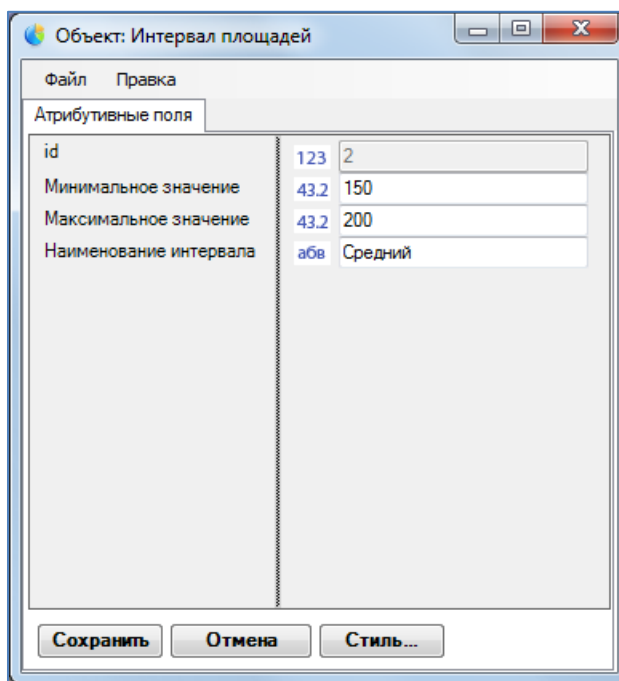 Объект: Интервал площадей
Файл Правка
Атрибутивные поля
id 123 2
Минимальное значение 43.2 150
Максимальное значение 43.2 200
Наименование интервала абв Средний
Сохранить Отмена Стиль...